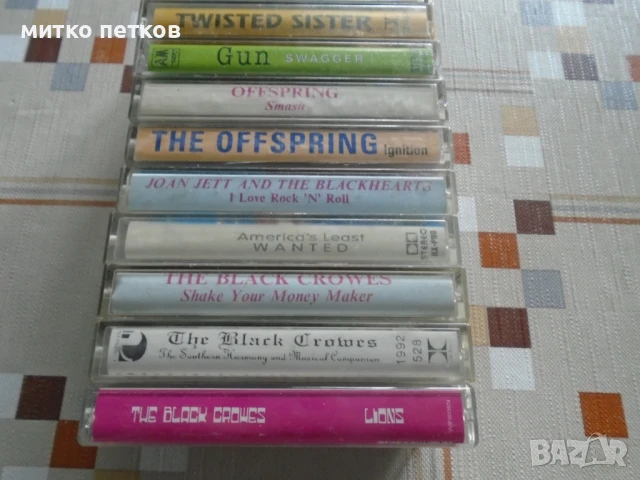 митко петков
TWISTED SISTER
Gun SWAGGER
OFFSPRING
Smash
THE OFFSPRING Ignition
JOAN JETT AND THE BLACKHEARTS
I Love Rock 'N' Roll
America's Least
WANTED
STEREO
THE BLACK CROWES
Shake Your Money Maker
The Black Crowes
The Southern Harmony and Musical Companion
1992
528
THE BLACK CROWES LIONS
BAZAR